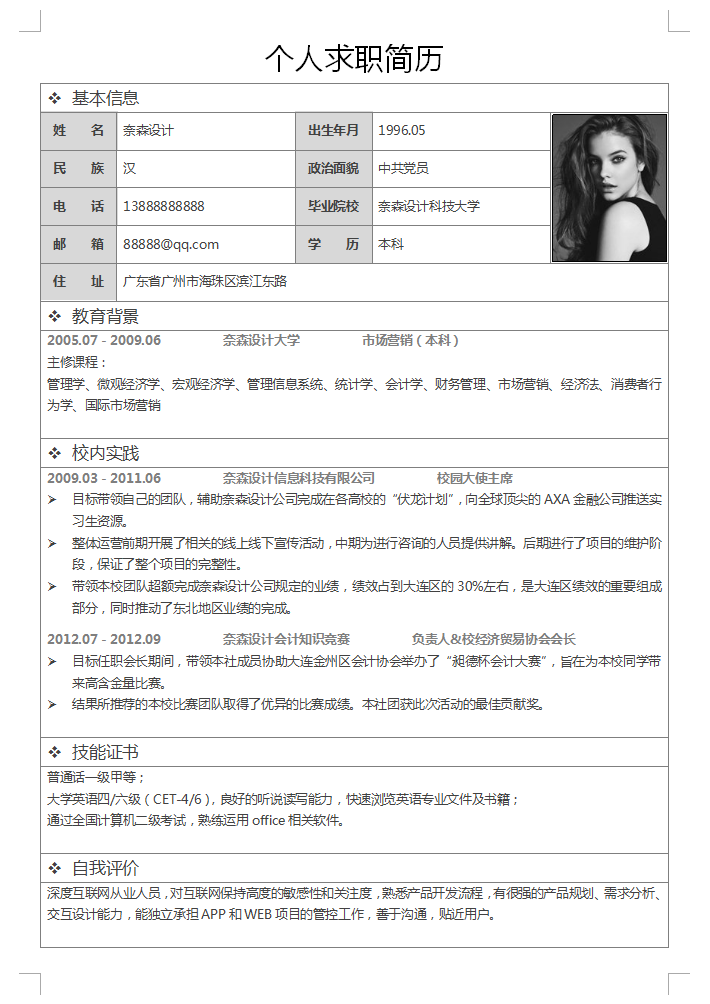 个人求职简历
❖ 基本信息
姓 名 奈森设计 出生年月 1996.05
民 族 汉 政治面貌 中共党员
电 话 13888888888 毕业院校 奈森设计科技大学
邮 箱 88888@qq.com 学 历 本科
住 址 广东省广州市海珠区滨江东路
❖ 教育背景
2005.07 - 2009.06 奈森设计大学 市场营销（本科）
主修课程：
管理学、微观经济学、宏观经济学、管理信息系统、统计学、会计学、财务管理、市场营销、经济法、消费者行
为学、国际市场营销
❖ 校内实践
2009.03 - 2011.06 奈森设计信息科技有限公司 校园大使主席
➢ 目标带领自己的团队，辅助奈森设计公司完成在各高校的“伏龙计划”，向全球顶尖的AXA金融公司推送实
习生资源。
➢ 整体运营前期开展了相关的线上线下宣传活动，中期为进行咨询的人员提供讲解。后期进行了项目的维护阶
段，保证了整个项目的完整性。
➢ 带领本校团队超额完成奈森设计公司规定的业绩，绩效占到大连区的30%左右，是大连区绩效的重要组成
部分，同时推动了东北地区业绩的完成。
2012.07 - 2012.09 奈森设计会计知识竞赛 负责人&校经济贸易协会会长
➢ 目标任职会长期间，带领本社成员协助大连金州区会计协会举办了“昶德杯会计大赛”，旨在为本校同学带
来高含金量比赛。
➢ 结果所推荐的本校比赛团队取得了优异的比赛成绩。本社团获此次活动的最佳贡献奖。
❖ 技能证书
普通话一级甲等；
大学英语四/六级（CET-4/6），良好的听说读写能力，快速浏览英语专业文件及书籍；
通过全国计算机二级考试，熟练运用office相关软件。
❖ 自我评价
深度互联网从业人员，对互联网保持高度的敏感性和关注度，熟悉产品开发流程，有很强的产品规划、需求分析、
交互设计能力，能独立承担APP和WEB项目的管控工作，善于沟通，贴近用户。